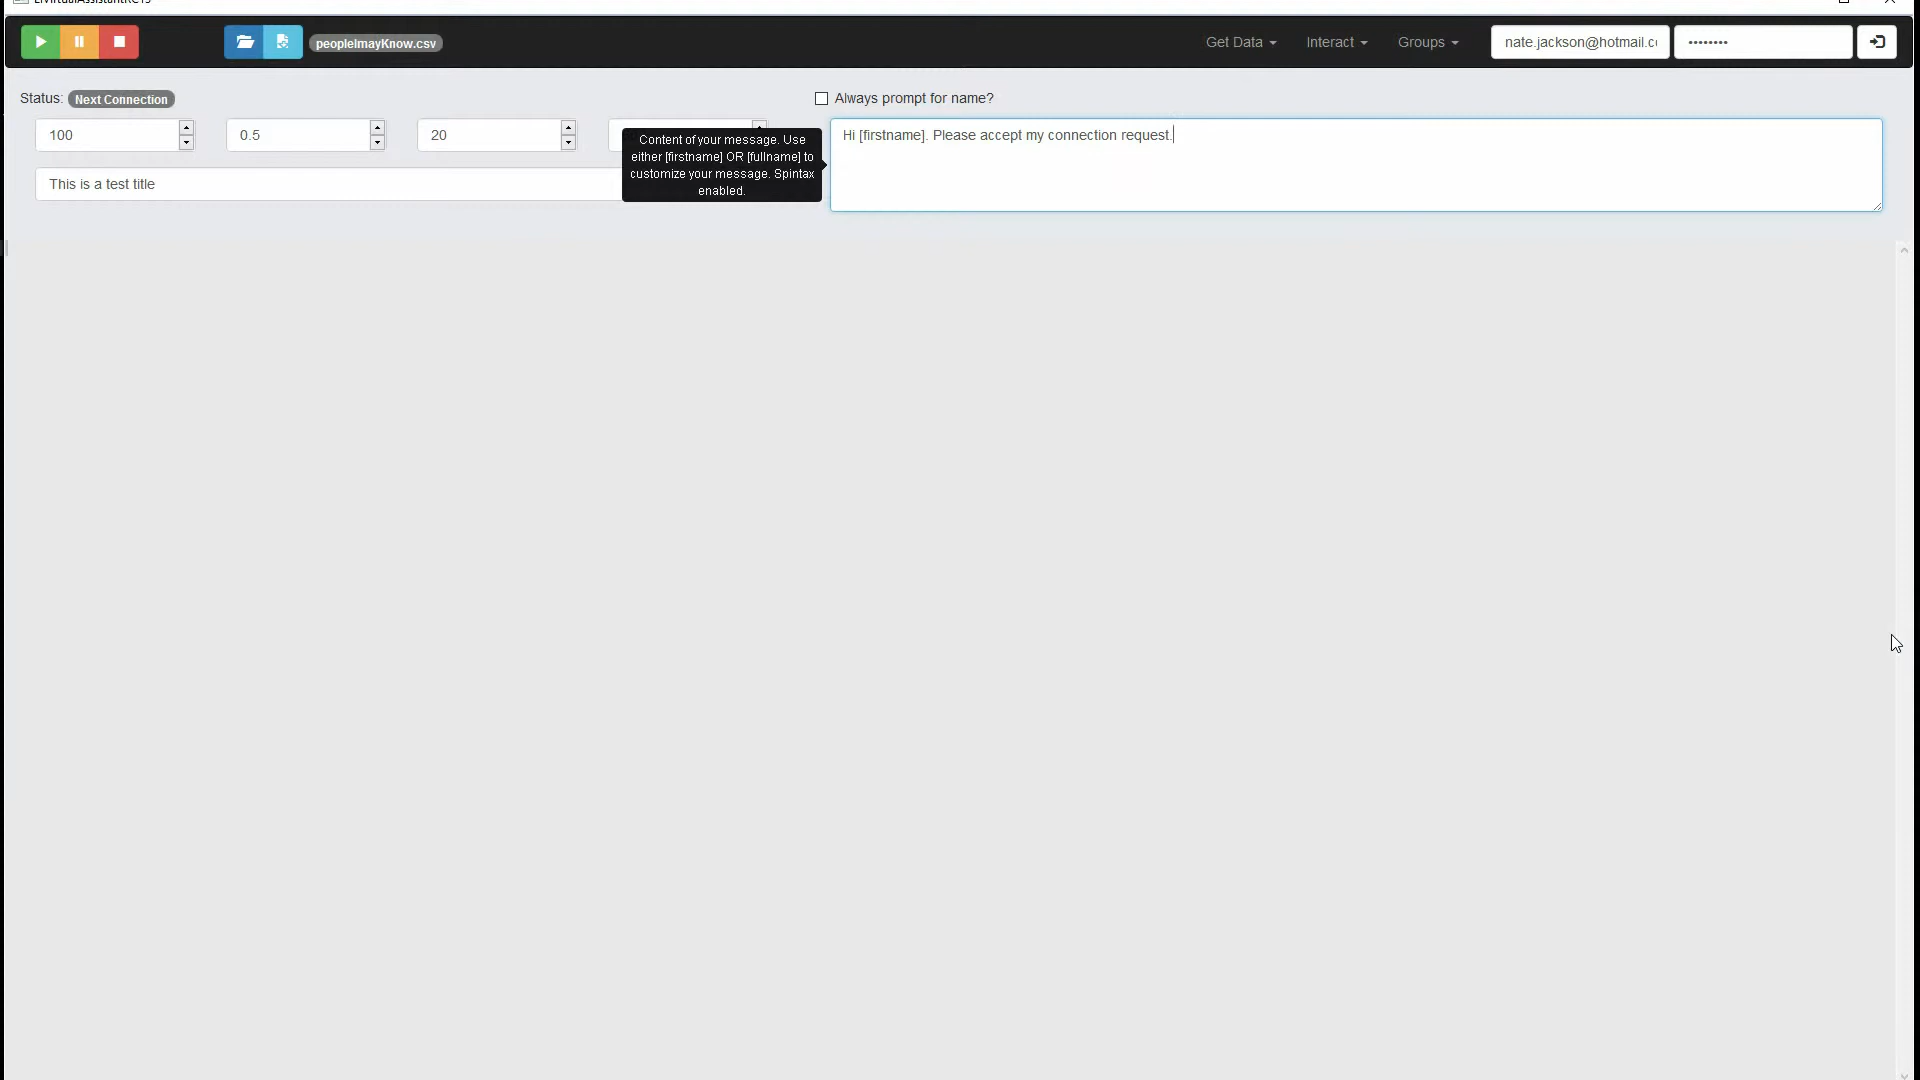 peopleImayKnow.csv
Get Data
Interact
Groups
nate.jackson@hotmail.c
••••••••
Status: Next Connection
Always prompt for name?
100
0.5
20
Content of your message. Use
either [firstname] OR [fullname] to
customize your message. Spintax
enabled.
Hi [firstname]. Please accept my connection request.
This is a test title